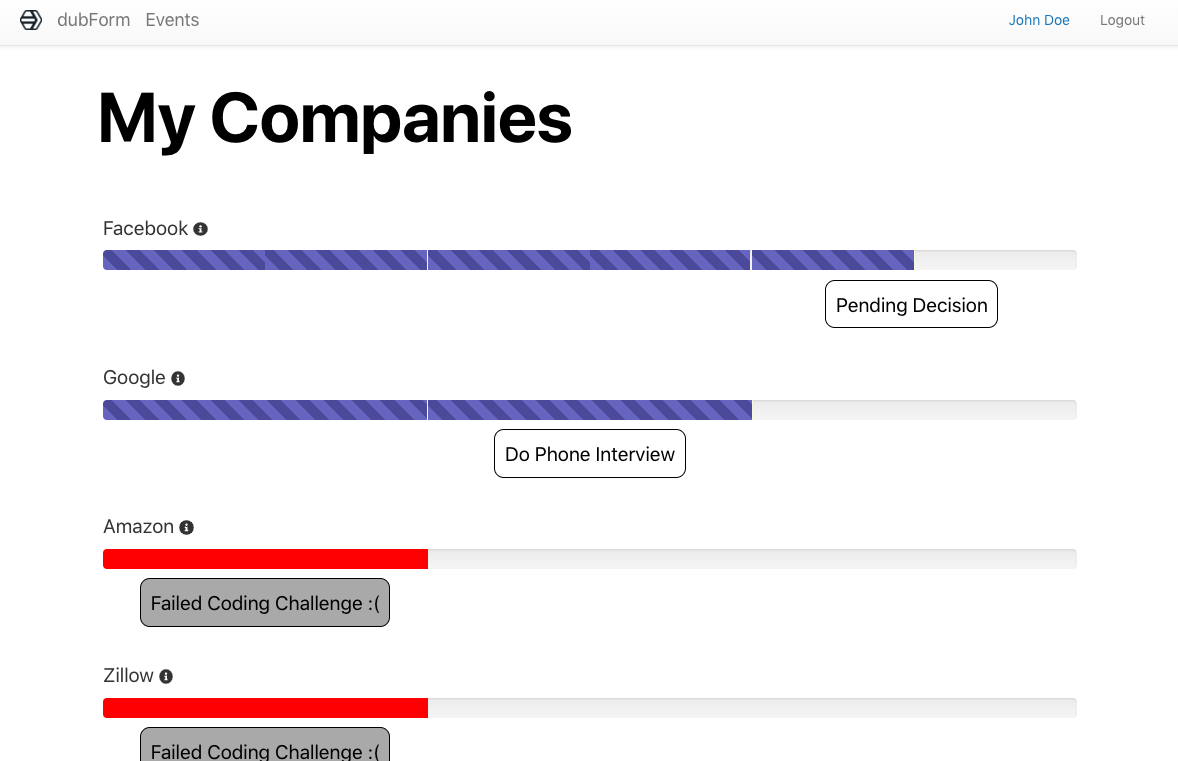 dubForm Events John Doe Logout
My Companies
Facebook
Pending Decision
Google
Do Phone Interview
Amazon
Failed Coding Challenge :(
Zillow
Failed Coding Challenge :(